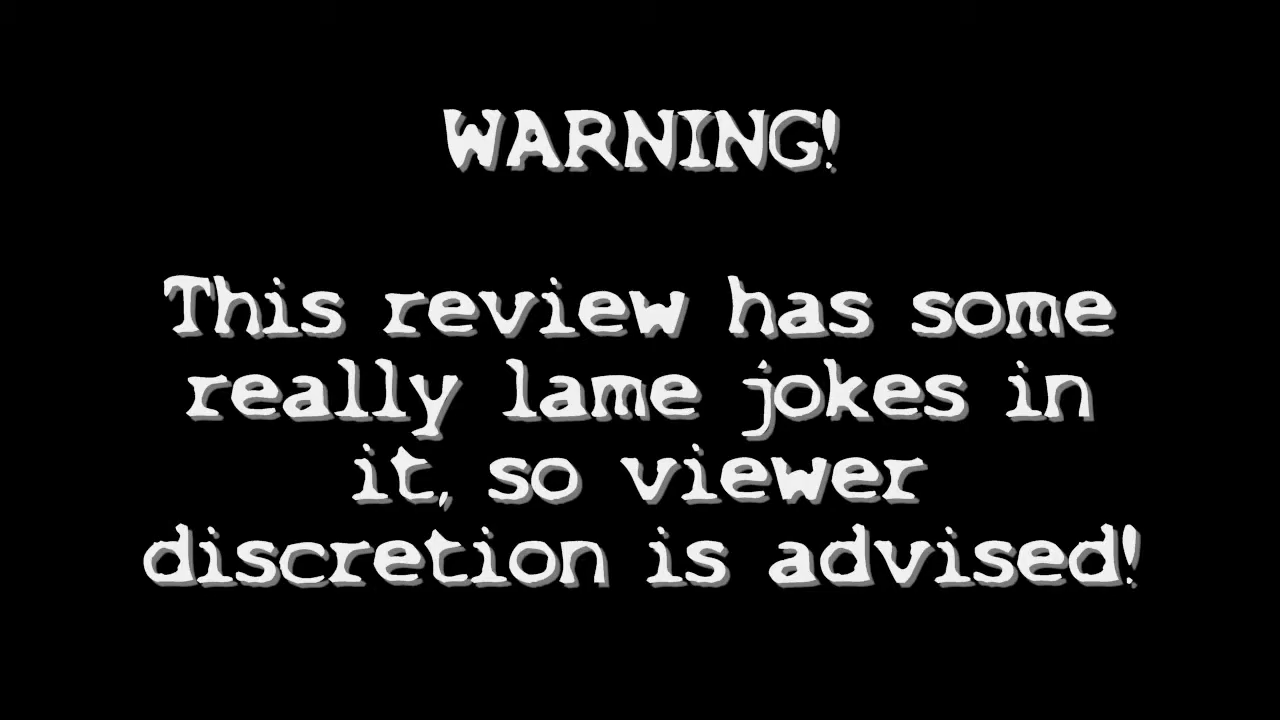 WARNING!
This review has some
really lame jokes in
it, so viewer
discretion is advised!